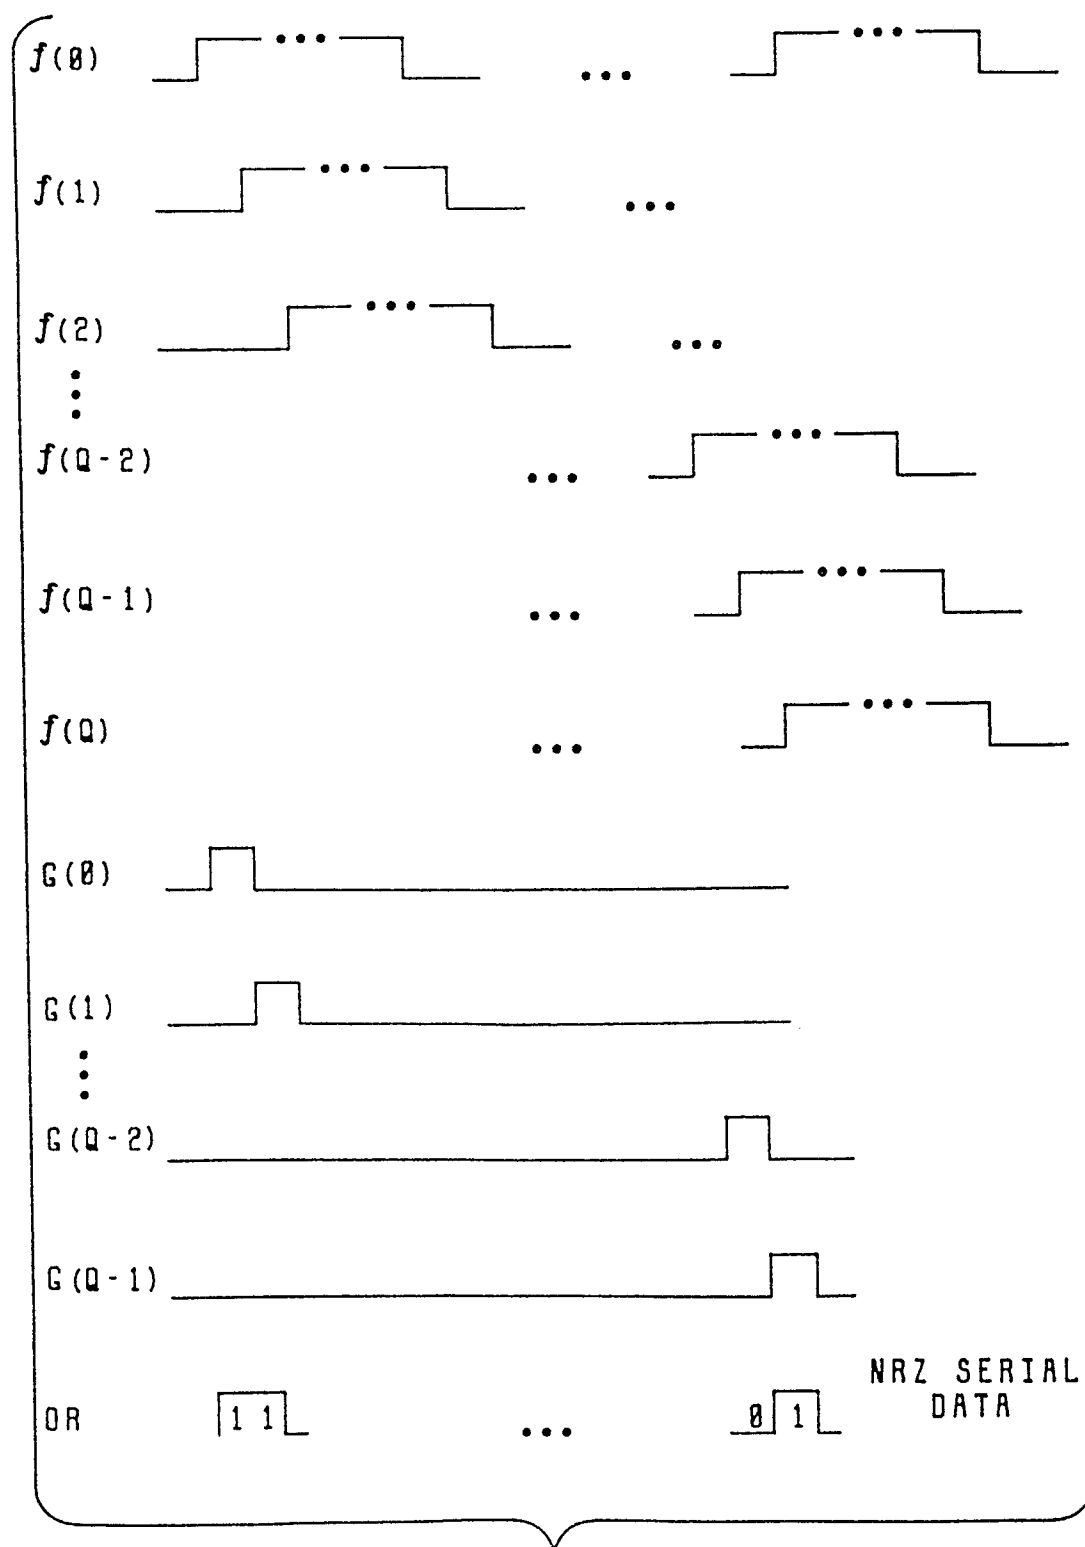 f(0)
f(1)
f(2)
f(Q-2)
f(Q-1)
f(Q)
G(0)
G(1)
G(Q-2)
G(Q-1)
NRZ SERIAL
DATA
OR 1 1 0 1